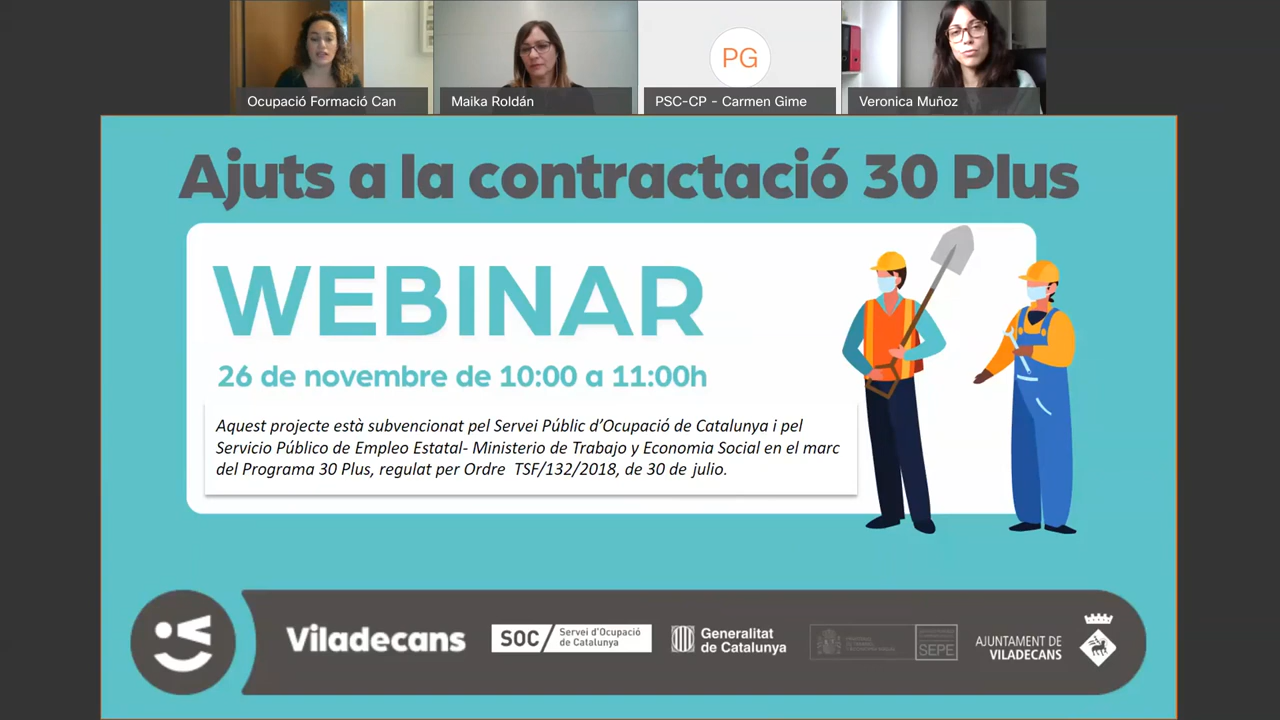 Ocupació Formació Can
Maika Roldán
PG
PSC-CP - Carmen Gime
Veronica Muñoz
Ajuts a la contractació 30 Plus
WEBINAR
26 de novembre de 10:00 a 11:00h
Aquest projecte està subvencionat pel Servei Públic d'Ocupació de Catalunya i pel
Servicio Público de Empleo Estatal- Ministerio de Trabajo y Economia Social en el marc
del Programa 30 Plus, regulat per Ordre TSF/132/2018, de 30 de julio.
Viladecans
SOC
Servei d'Ocupació
de Catalunya
Generalitat
de Catalunya
SEPE
AJUNTAMENT DE
VILADECANS